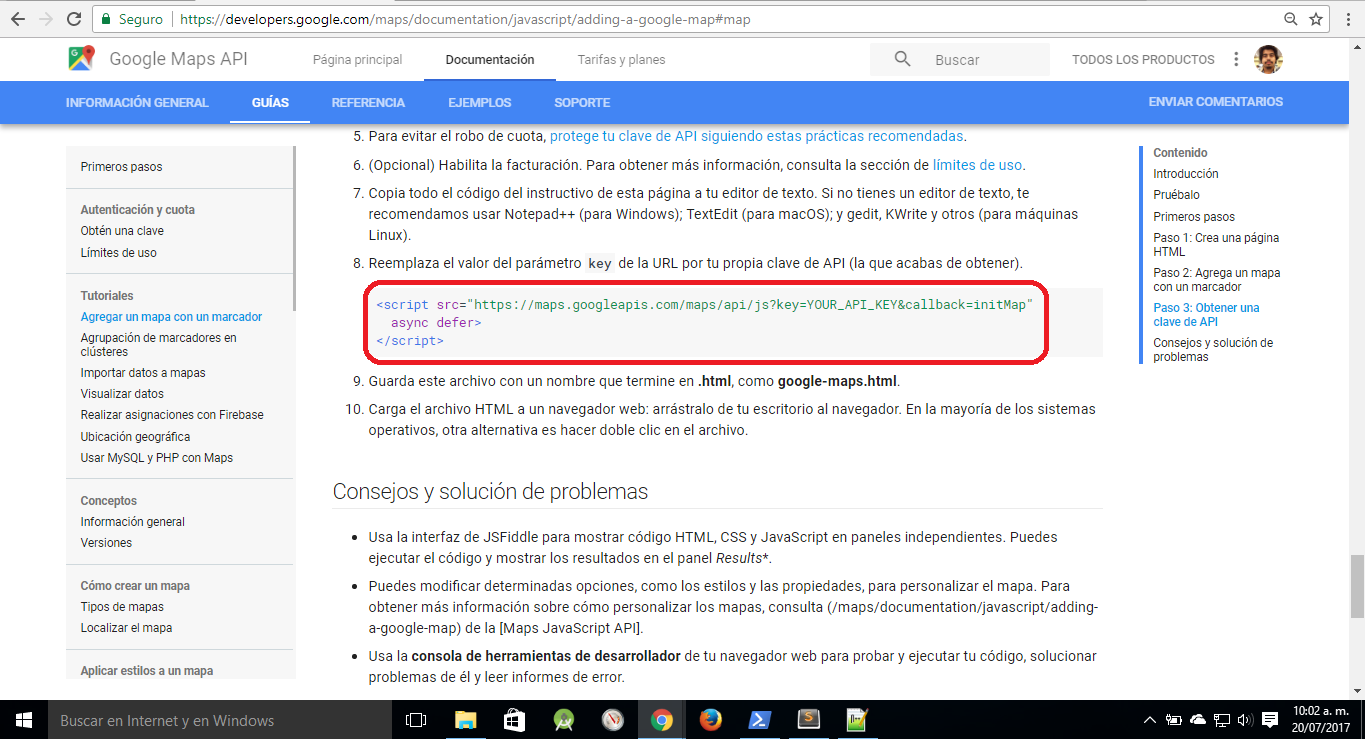 Seguro https://developers.google.com/maps/documentation/javascript/adding-a-google-map#map
Google Maps API
Página principal
Documentación
Tarifas y planes
Buscar
TODOS LOS PRODUCTOS
INFORMACIÓN GENERAL
GUÍAS
REFERENCIA
EJEMPLOS
SOPORTE
ENVIAR COMENTARIOS
Primeros pasos
Autenticación y cuota
Obtén una clave
Límites de uso
Tutoriales
Agregar un mapa con un marcador
Agrupación de marcadores en
clústeres
Importar datos a mapas
Visualizar datos
Realizar asignaciones con Firebase
Ubicación geográfica
Usar MySQL y PHP con Maps
Conceptos
Información general
Versiones
Cómo crear un mapa
Tipos de mapas
Localizar el mapa
Aplicar estilos a un mapa
5. Para evitar el robo de cuota, protege tu clave de API siguiendo estas prácticas recomendadas.
6. (Opcional) Habilita la facturación. Para obtener más información, consulta la sección de límites de uso.
7. Copia todo el código del instructivo de esta página a tu editor de texto. Si no tienes un editor de texto, te
recomendamos usar Notepad++ (para Windows); TextEdit (para macOS); y gedit, KWrite y otros (para máquinas
Linux).
8. Reemplaza el valor del parámetro key de la URL por tu propia clave de API (la que acabas de obtener).
<script src="https://maps.googleapis.com/maps/api/js?key=YOUR_API_KEY&callback=initMap"
async defer>
</script>
9. Guarda este archivo con un nombre que termine en .html, como google-maps.html.
10. Carga el archivo HTML a un navegador web: arrástralo de tu escritorio al navegador. En la mayoría de los sistemas
operativos, otra alternativa es hacer doble clic en el archivo.
Consejos y solución de problemas
• Usa la interfaz de JSFiddle para mostrar código HTML, CSS y JavaScript en paneles independientes. Puedes
ejecutar el código y mostrar los resultados en el panel Results*.
• Puedes modificar determinadas opciones, como los estilos y las propiedades, para personalizar el mapa. Para
obtener más información sobre cómo personalizar los mapas, consulta (/maps/documentation/javascript/adding-
a-google-map) de la [Maps JavaScript API].
• Usa la consola de herramientas de desarrollador de tu navegador web para probar y ejecutar tu código, solucionar
problemas de él y leer informes de error.
Contenido
Introducción
Pruébalo
Primeros pasos
Paso 1: Crea una página
HTML
Paso 2: Agrega un mapa
con un marcador
Paso 3: Obtener una
clave de API
Consejos y solución de
problemas
Buscar en Internet y en Windows
10:02 a. m.
20/07/2017